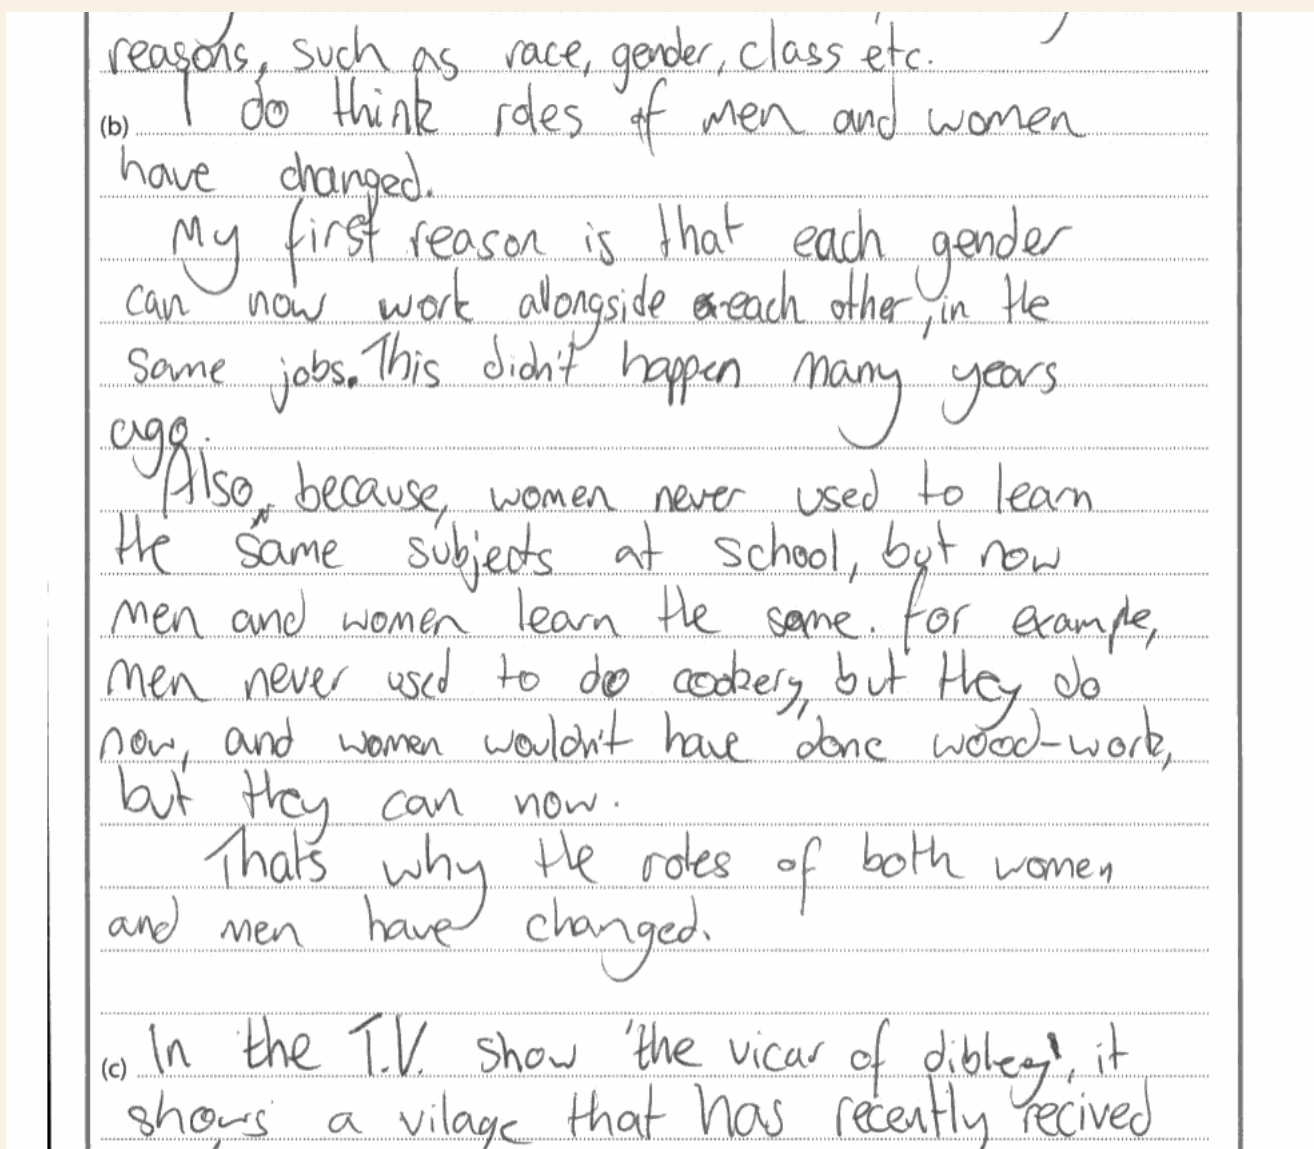 reasons, such as race, gender, class etc.
(b) I do think roles of men and women
have changed.
My first reason is that each gender
can now work alongside each other, in the
same jobs. This didn't happen many years
ago.
Also, because, women never used to learn
the same subjects at school, but now
men and women learn the same. For example,
men never used to do cookery, but they do
now, and women wouldn't have done wood-work,
but they can now.
Thats why the roles of both women
and men have changed.
(c) In the T.V. show 'the vicar of dibley', it
shows a vilage that has recently recived